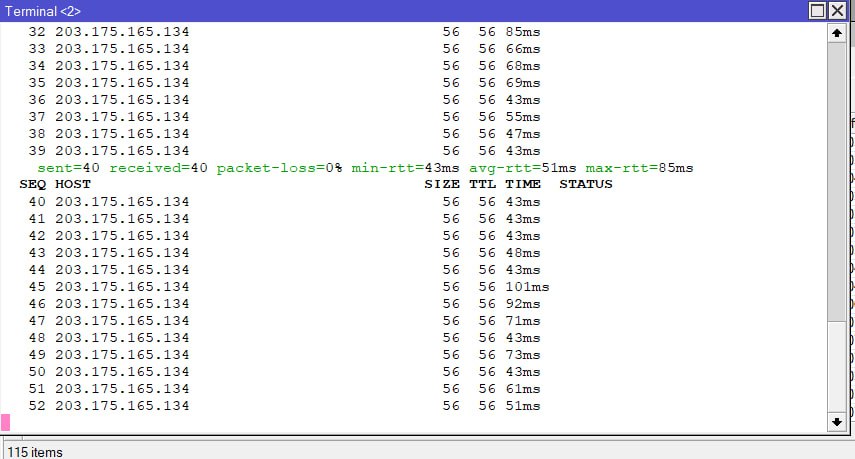 Terminal <2>
32 203.175.165.134 56 56 85ms
33 203.175.165.134 56 56 66ms
34 203.175.165.134 56 56 68ms
35 203.175.165.134 56 56 69ms
36 203.175.165.134 56 56 43ms
37 203.175.165.134 56 56 55ms
38 203.175.165.134 56 56 47ms
39 203.175.165.134 56 56 43ms
sent=40 received=40 packet-loss=0% min-rtt=43ms avg-rtt=51ms max-rtt=85ms
SEQ HOST SIZE TTL TIME STATUS
40 203.175.165.134 56 56 43ms
41 203.175.165.134 56 56 43ms
42 203.175.165.134 56 56 43ms
43 203.175.165.134 56 56 48ms
44 203.175.165.134 56 56 43ms
45 203.175.165.134 56 56 101ms
46 203.175.165.134 56 56 92ms
47 203.175.165.134 56 56 71ms
48 203.175.165.134 56 56 43ms
49 203.175.165.134 56 56 73ms
50 203.175.165.134 56 56 43ms
51 203.175.165.134 56 56 61ms
52 203.175.165.134 56 56 51ms
115 items